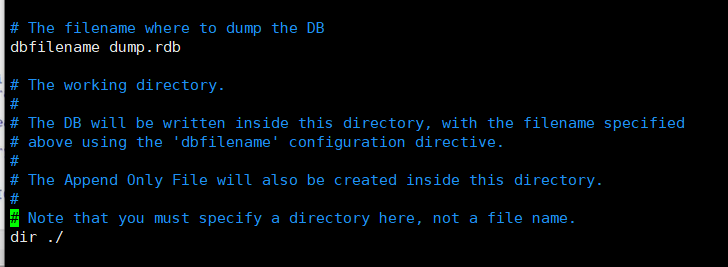 # The filename where to dump the DB
dbfilename dump.rdb
# The working directory.
#
# The DB will be written inside this directory, with the filename specified
# above using the 'dbfilename' configuration directive.
#
# The Append Only File will also be created inside this directory.
#
# Note that you must specify a directory here, not a file name.
dir ./